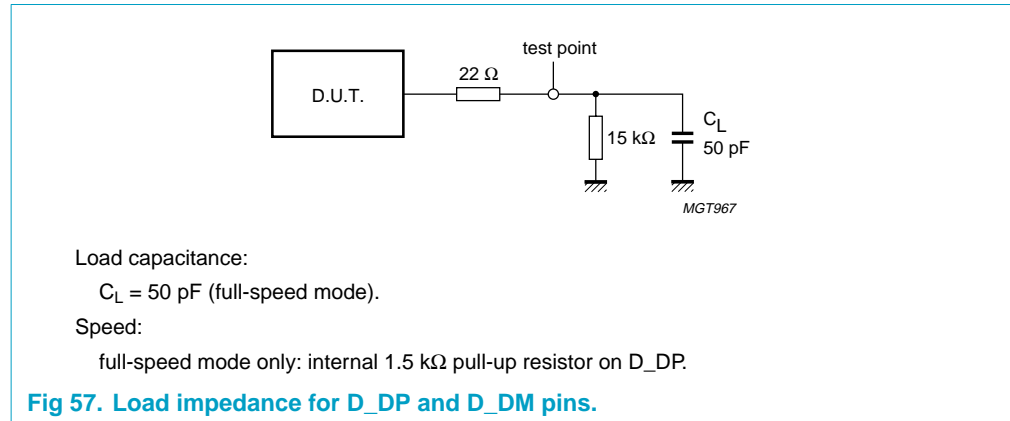 test point
22 Ω
D.U.T.
15 kΩ
CL
50 pF
MGT967
Load capacitance:
CL = 50 pF (full-speed mode).
Speed:
full-speed mode only: internal 1.5 kΩ pull-up resistor on D_DP.
Fig 57. Load impedance for D_DP and D_DM pins.